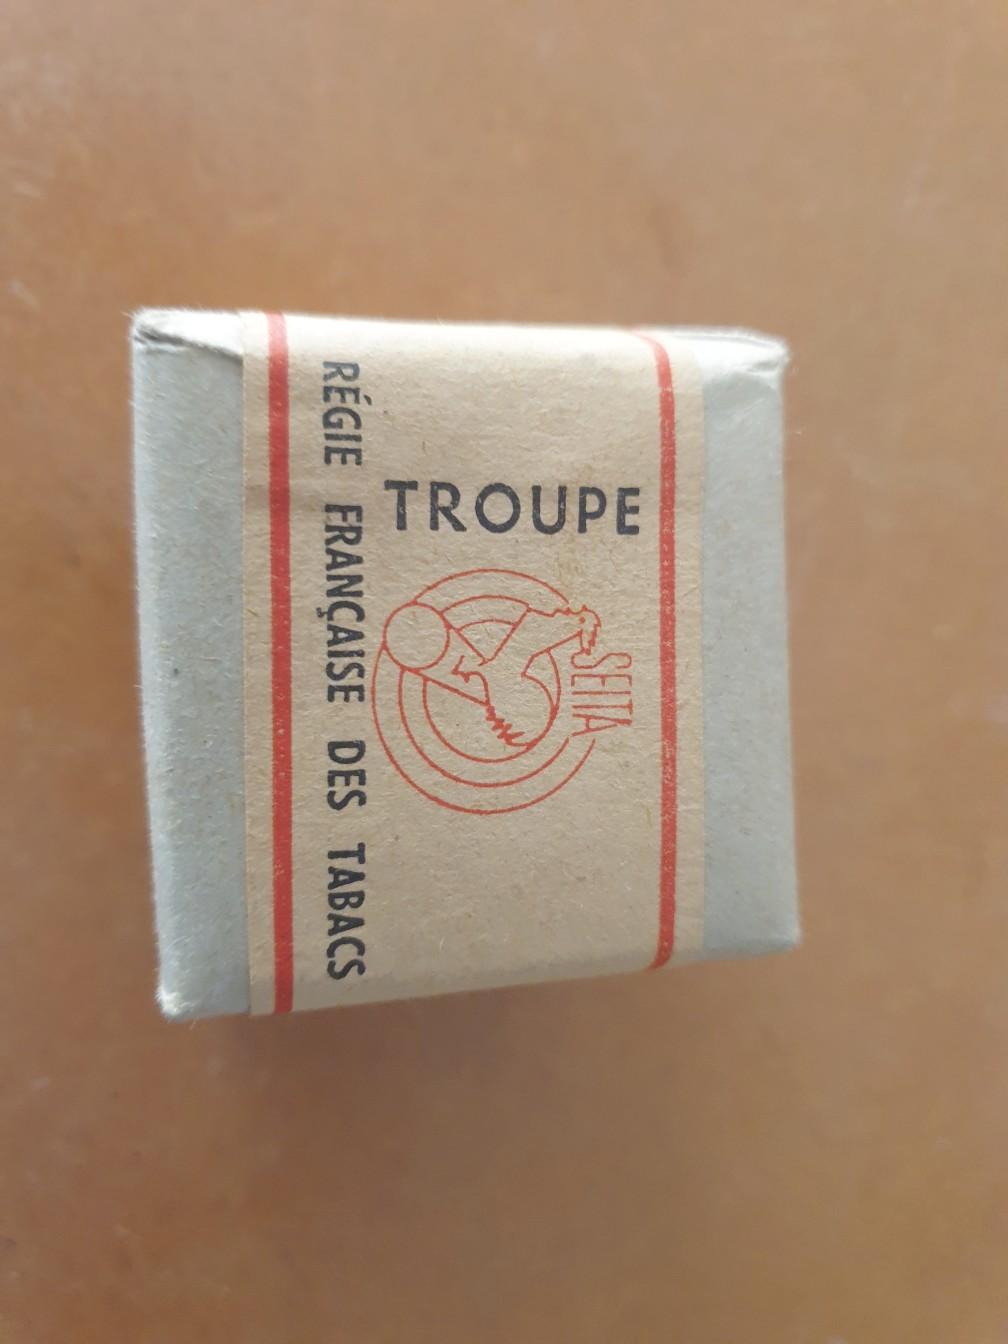 TROUPE
SEITA
RÉGIE FRANÇAISE DES TABACS